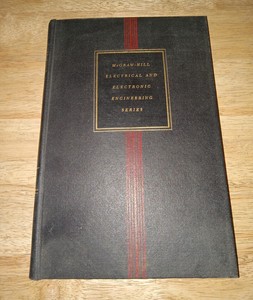 McGRAW-HILL
ELECTRICAL AND
ELECTRONIC
ENGINEERING
SERIES